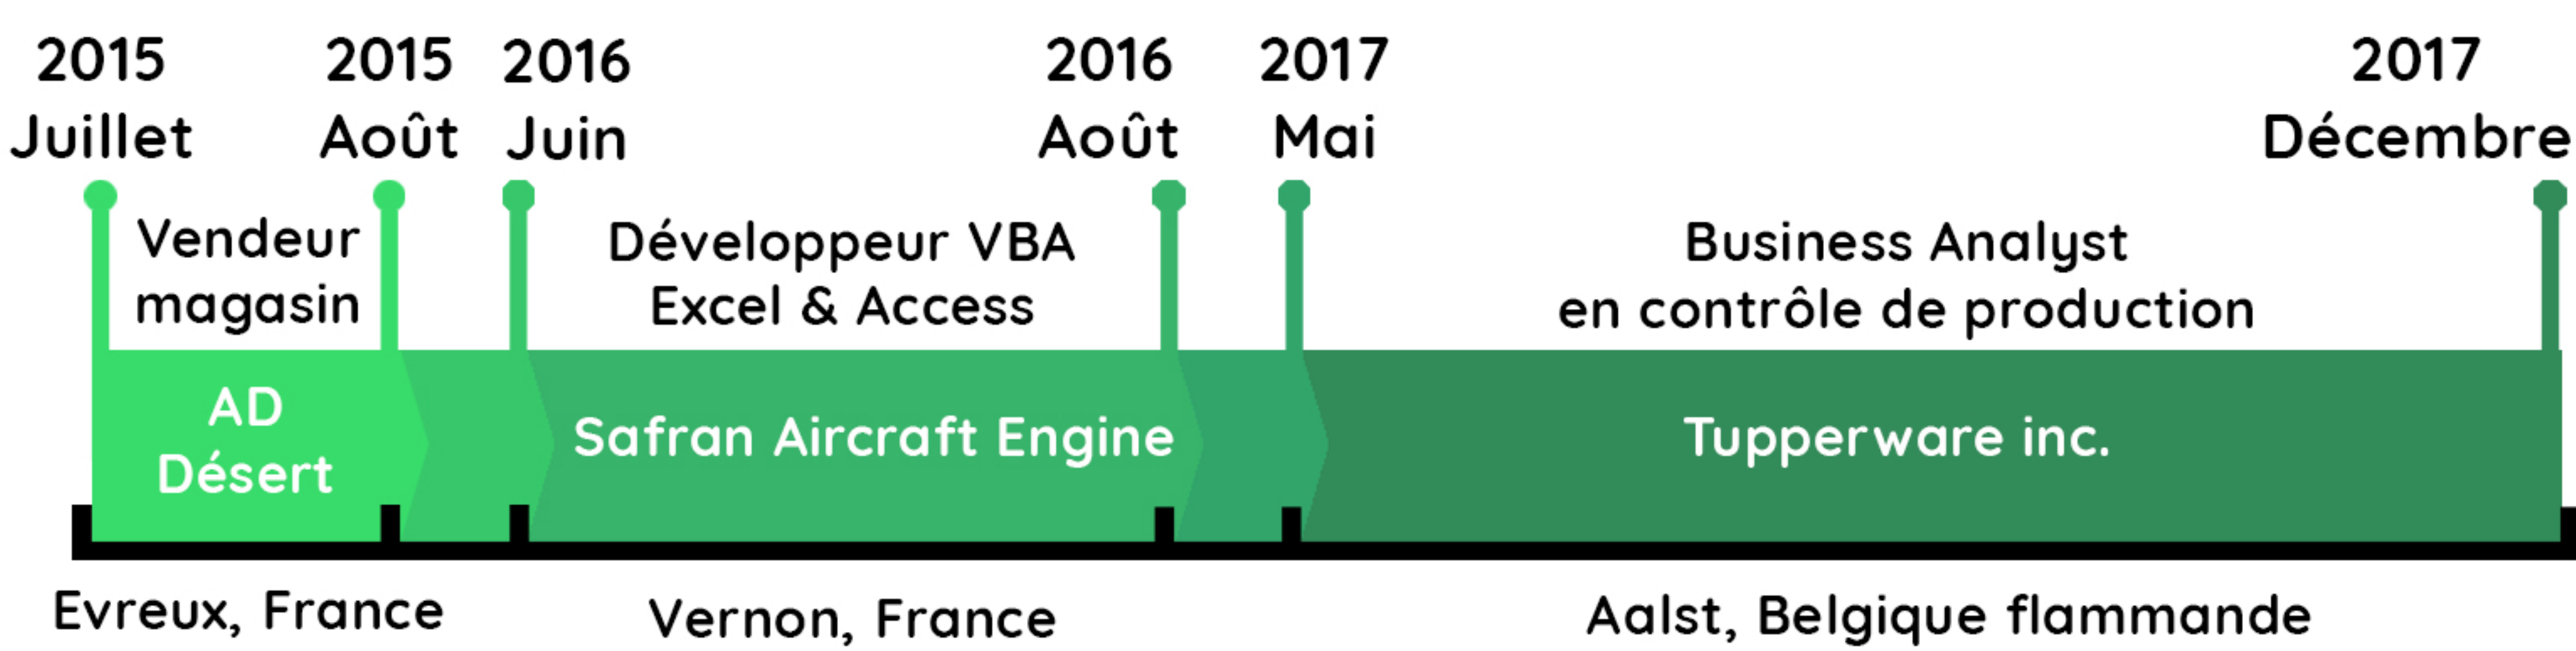 2015
Juillet
2015
Août
2016
Juin
2016
Août
2017
Mai
2017
Décembre
Vendeur
magasin
Développeur VBA
Excel & Access
Business Analyst
en contrôle de production
AD
Désert
Safran Aircraft Engine
Tupperware inc.
Evreux, France
Vernon, France
Aalst, Belgique flammande